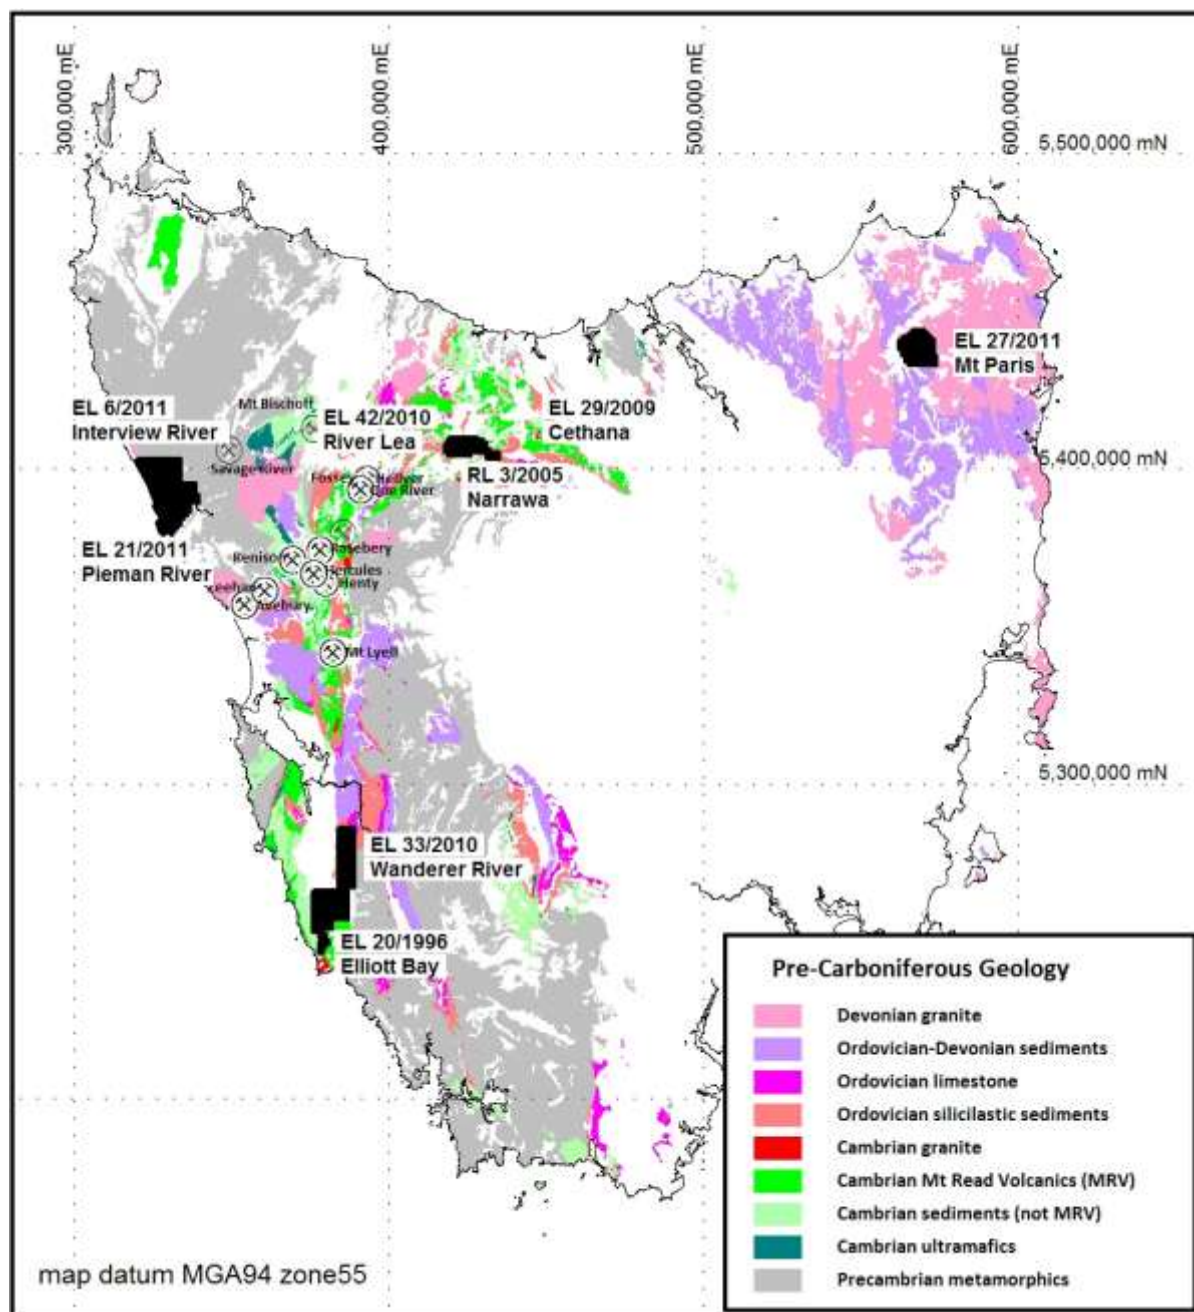 300,000 mE
400,000 mE
500,000 mE
600,000 mE
5,500,000 mN
EL 27/2011
Mt Paris
EL 6/2011
Interview River
Mt Bischoff
EL 42/2010
River Lea
EL 29/2009
Cethana
Savage River
5,400,000 mN
RL 3/2005
Narrawa
Hellyer
Que River
EL 21/2011
Pieman River
Rosebery
Renison
Hercules
Henty
Avebury
Mt Lyell
5,300,000 mN
EL 33/2010
Wanderer River
EL 20/1996
Elliott Bay
Pre-Carboniferous Geology
Devonian granite
Ordovician-Devonian sediments
Ordovician limestone
Ordovician silicilastic sediments
Cambrian granite
Cambrian Mt Read Volcanics (MRV)
Cambrian sediments (not MRV)
Cambrian ultramafics
Precambrian metamorphics
map datum MGA94 zone55